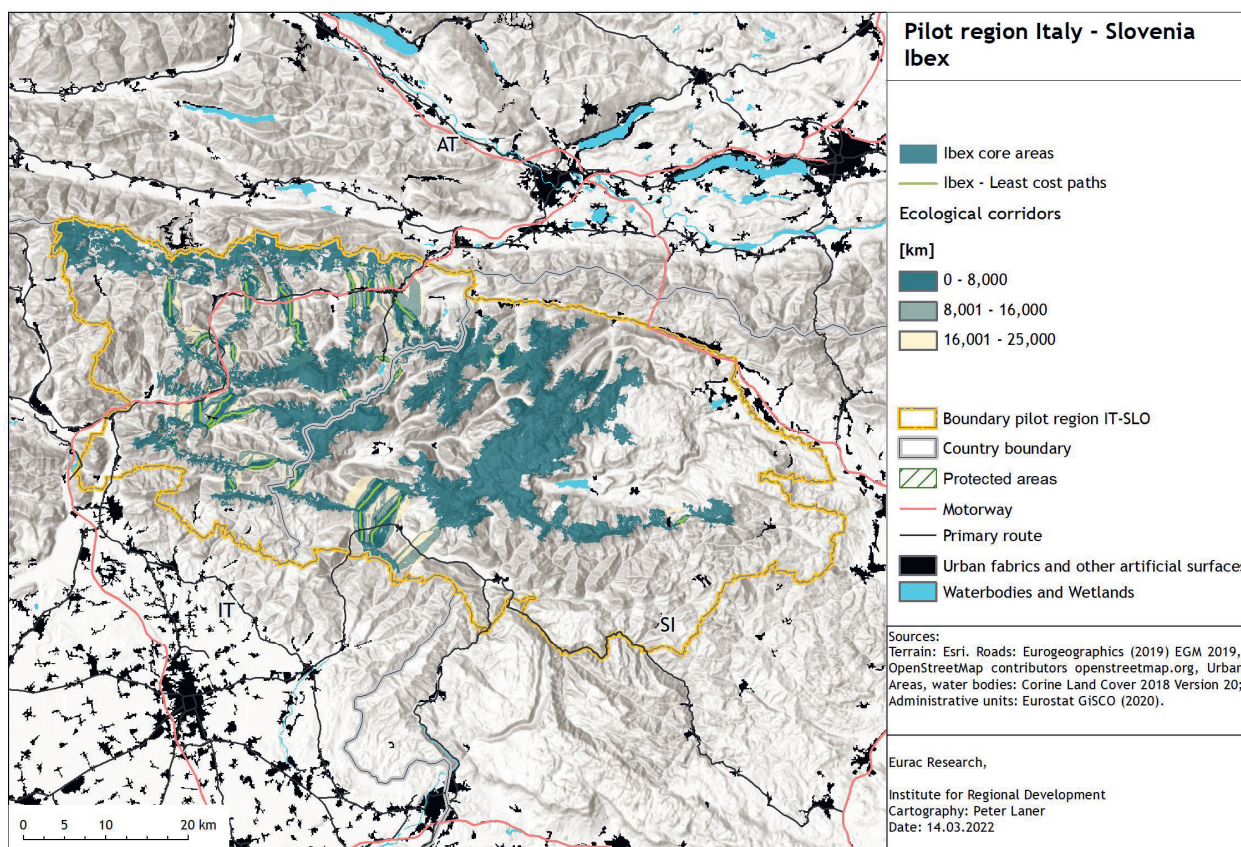 Pilot region Italy - Slovenia
Ibex
Ibex core areas
Ibex - Least cost paths
Ecological corridors
[km]
0 - 8,000
8,001 - 16,000
16,001 - 25,000
Boundary pilot region IT-SLO
Country boundary
Protected areas
Motorway
Primary route
Urban fabrics and other artificial surfaces
Waterbodies and Wetlands
Sources:
Terrain: Esri. Roads: Eurogeographics (2019) EGM 2019,
OpenStreetMap contributors openstreetmap.org, Urban
Areas, water bodies: Corine Land Cover 2018 Version 20;
Administrative units: Eurostat GiSCO (2020).
Eurac Research,
Institute for Regional Development
Cartography: Peter Laner
Date: 14.03.2022
AT
IT
SI
0 5 10 20 km